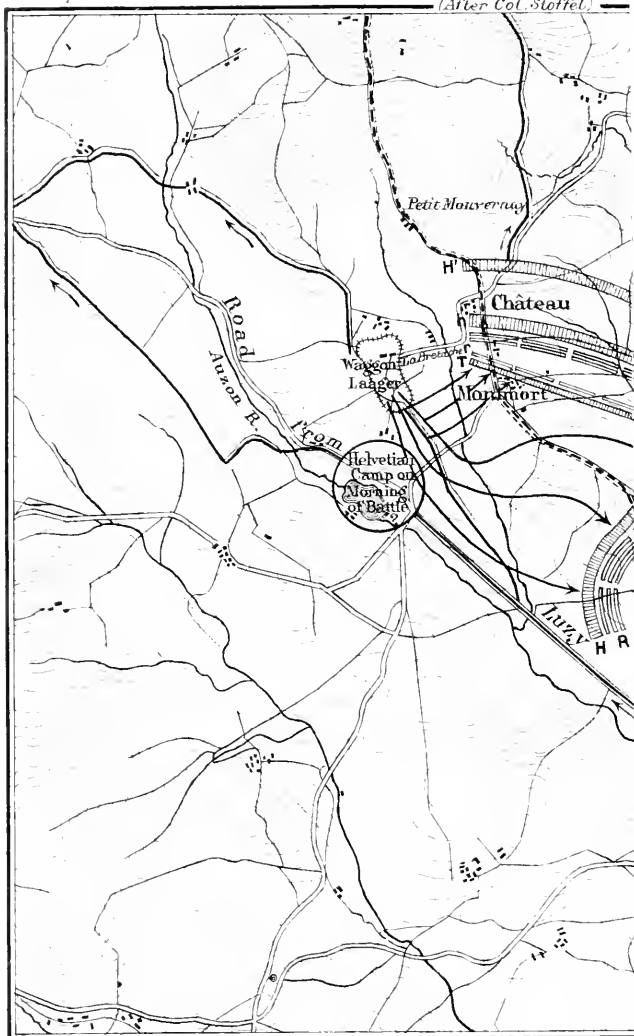 (After Col. Stoffel)
Petit Mouvernay
H'
Château
Road
Auzon R.
from
Waggon
Laager
La Bretache
T
Montmort
Helvetian
Camp on
Morning
of Battle
Luzy
H R